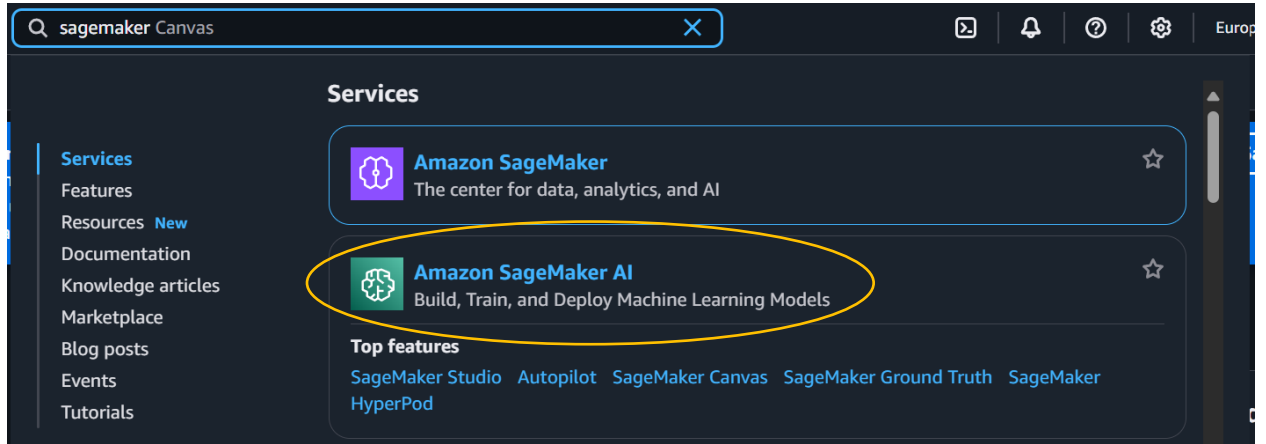 sagemaker Canvas
Europ
Services
Services
Features
Resources New
Documentation
Knowledge articles
Marketplace
Blog posts
Events
Tutorials
Amazon SageMaker
The center for data, analytics, and AI
Amazon SageMaker AI
Build, Train, and Deploy Machine Learning Models
Top features
SageMaker Studio Autopilot SageMaker Canvas SageMaker Ground Truth SageMaker
HyperPod